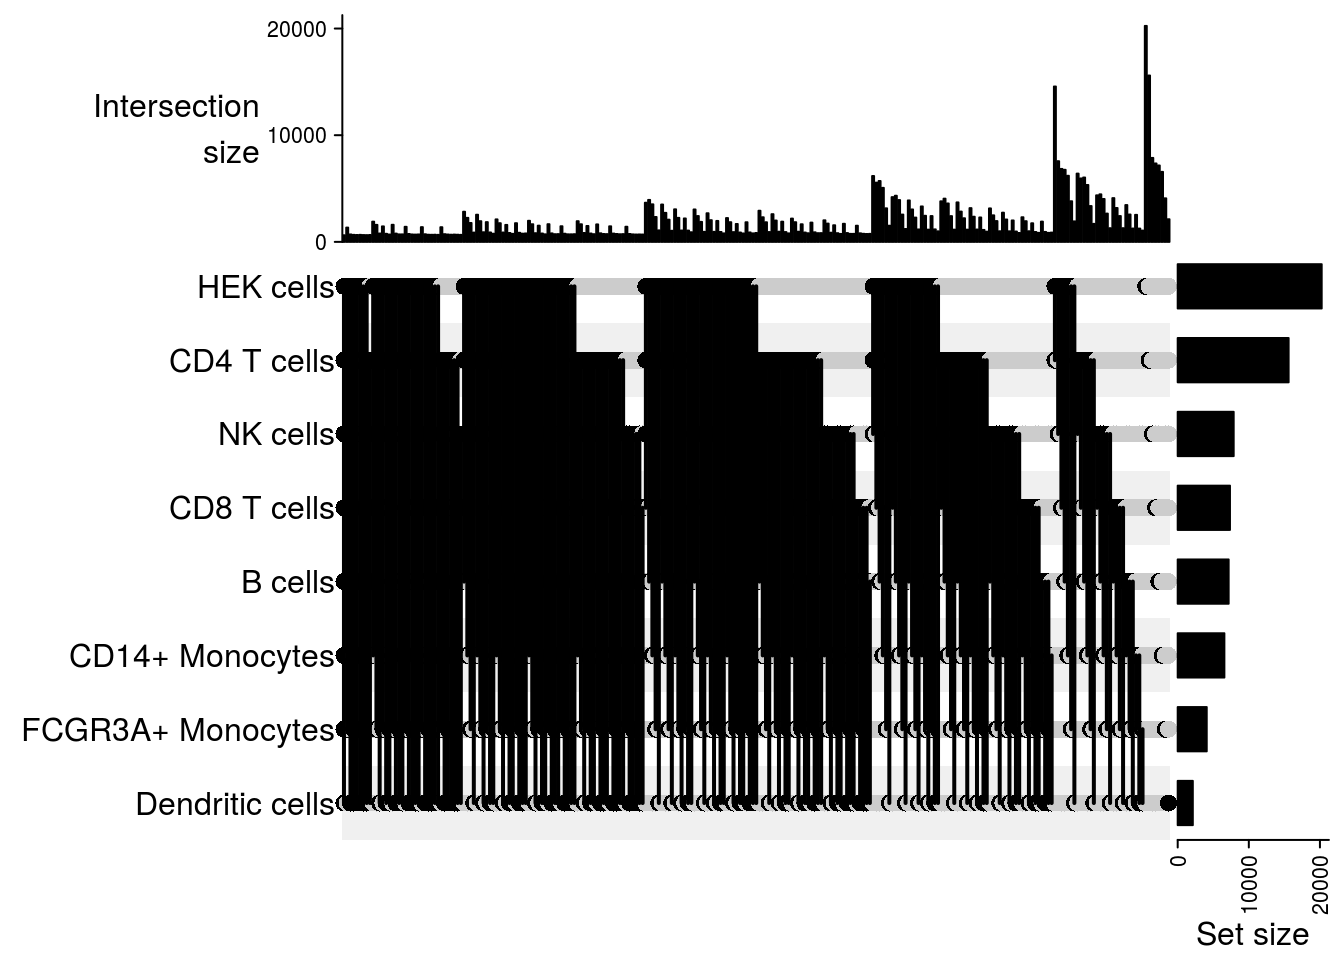 20000
Intersection
size
10000
0
HEK cells
CD4 T cells
NK cells
CD8 T cells
B cells
CD14+ Monocytes
FCGR3A+ Monocytes
Dendritic cells
0
10000
20000
Set size